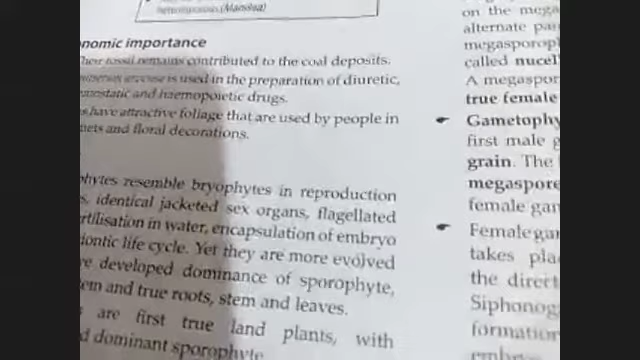 (Marsilea)
nomic importance
fossil remains contributed to the coal deposits.
arvense is used in the preparation of diuretic,
and haemopoietic drugs.
have attractive foliage that are used by people in
and floral decorations.
phytes resemble bryophytes in reproduction
identical jacketed sex organs, flagellated
rtilisation in water, encapsulation of embryo
iontic life cycle. Yet they are more evolved
developed dominance of sporophyte,
em and true roots, stem and leaves.
are first true land plants, with
d dominant sporophyte
on the mega
alternate pa
megasporop
called nucel
A megaspor
true female
Gametophy
first male g
grain. The
megaspore
female gam
Female gam
takes pla
the direct
Siphonog
formation
embryo